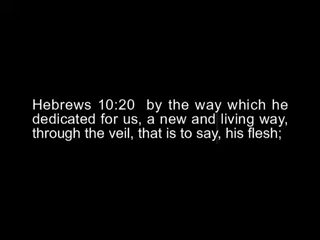 Hebrews 10:20  by the way which he
dedicated for us, a new and living way,
through the veil, that is to say, his flesh;